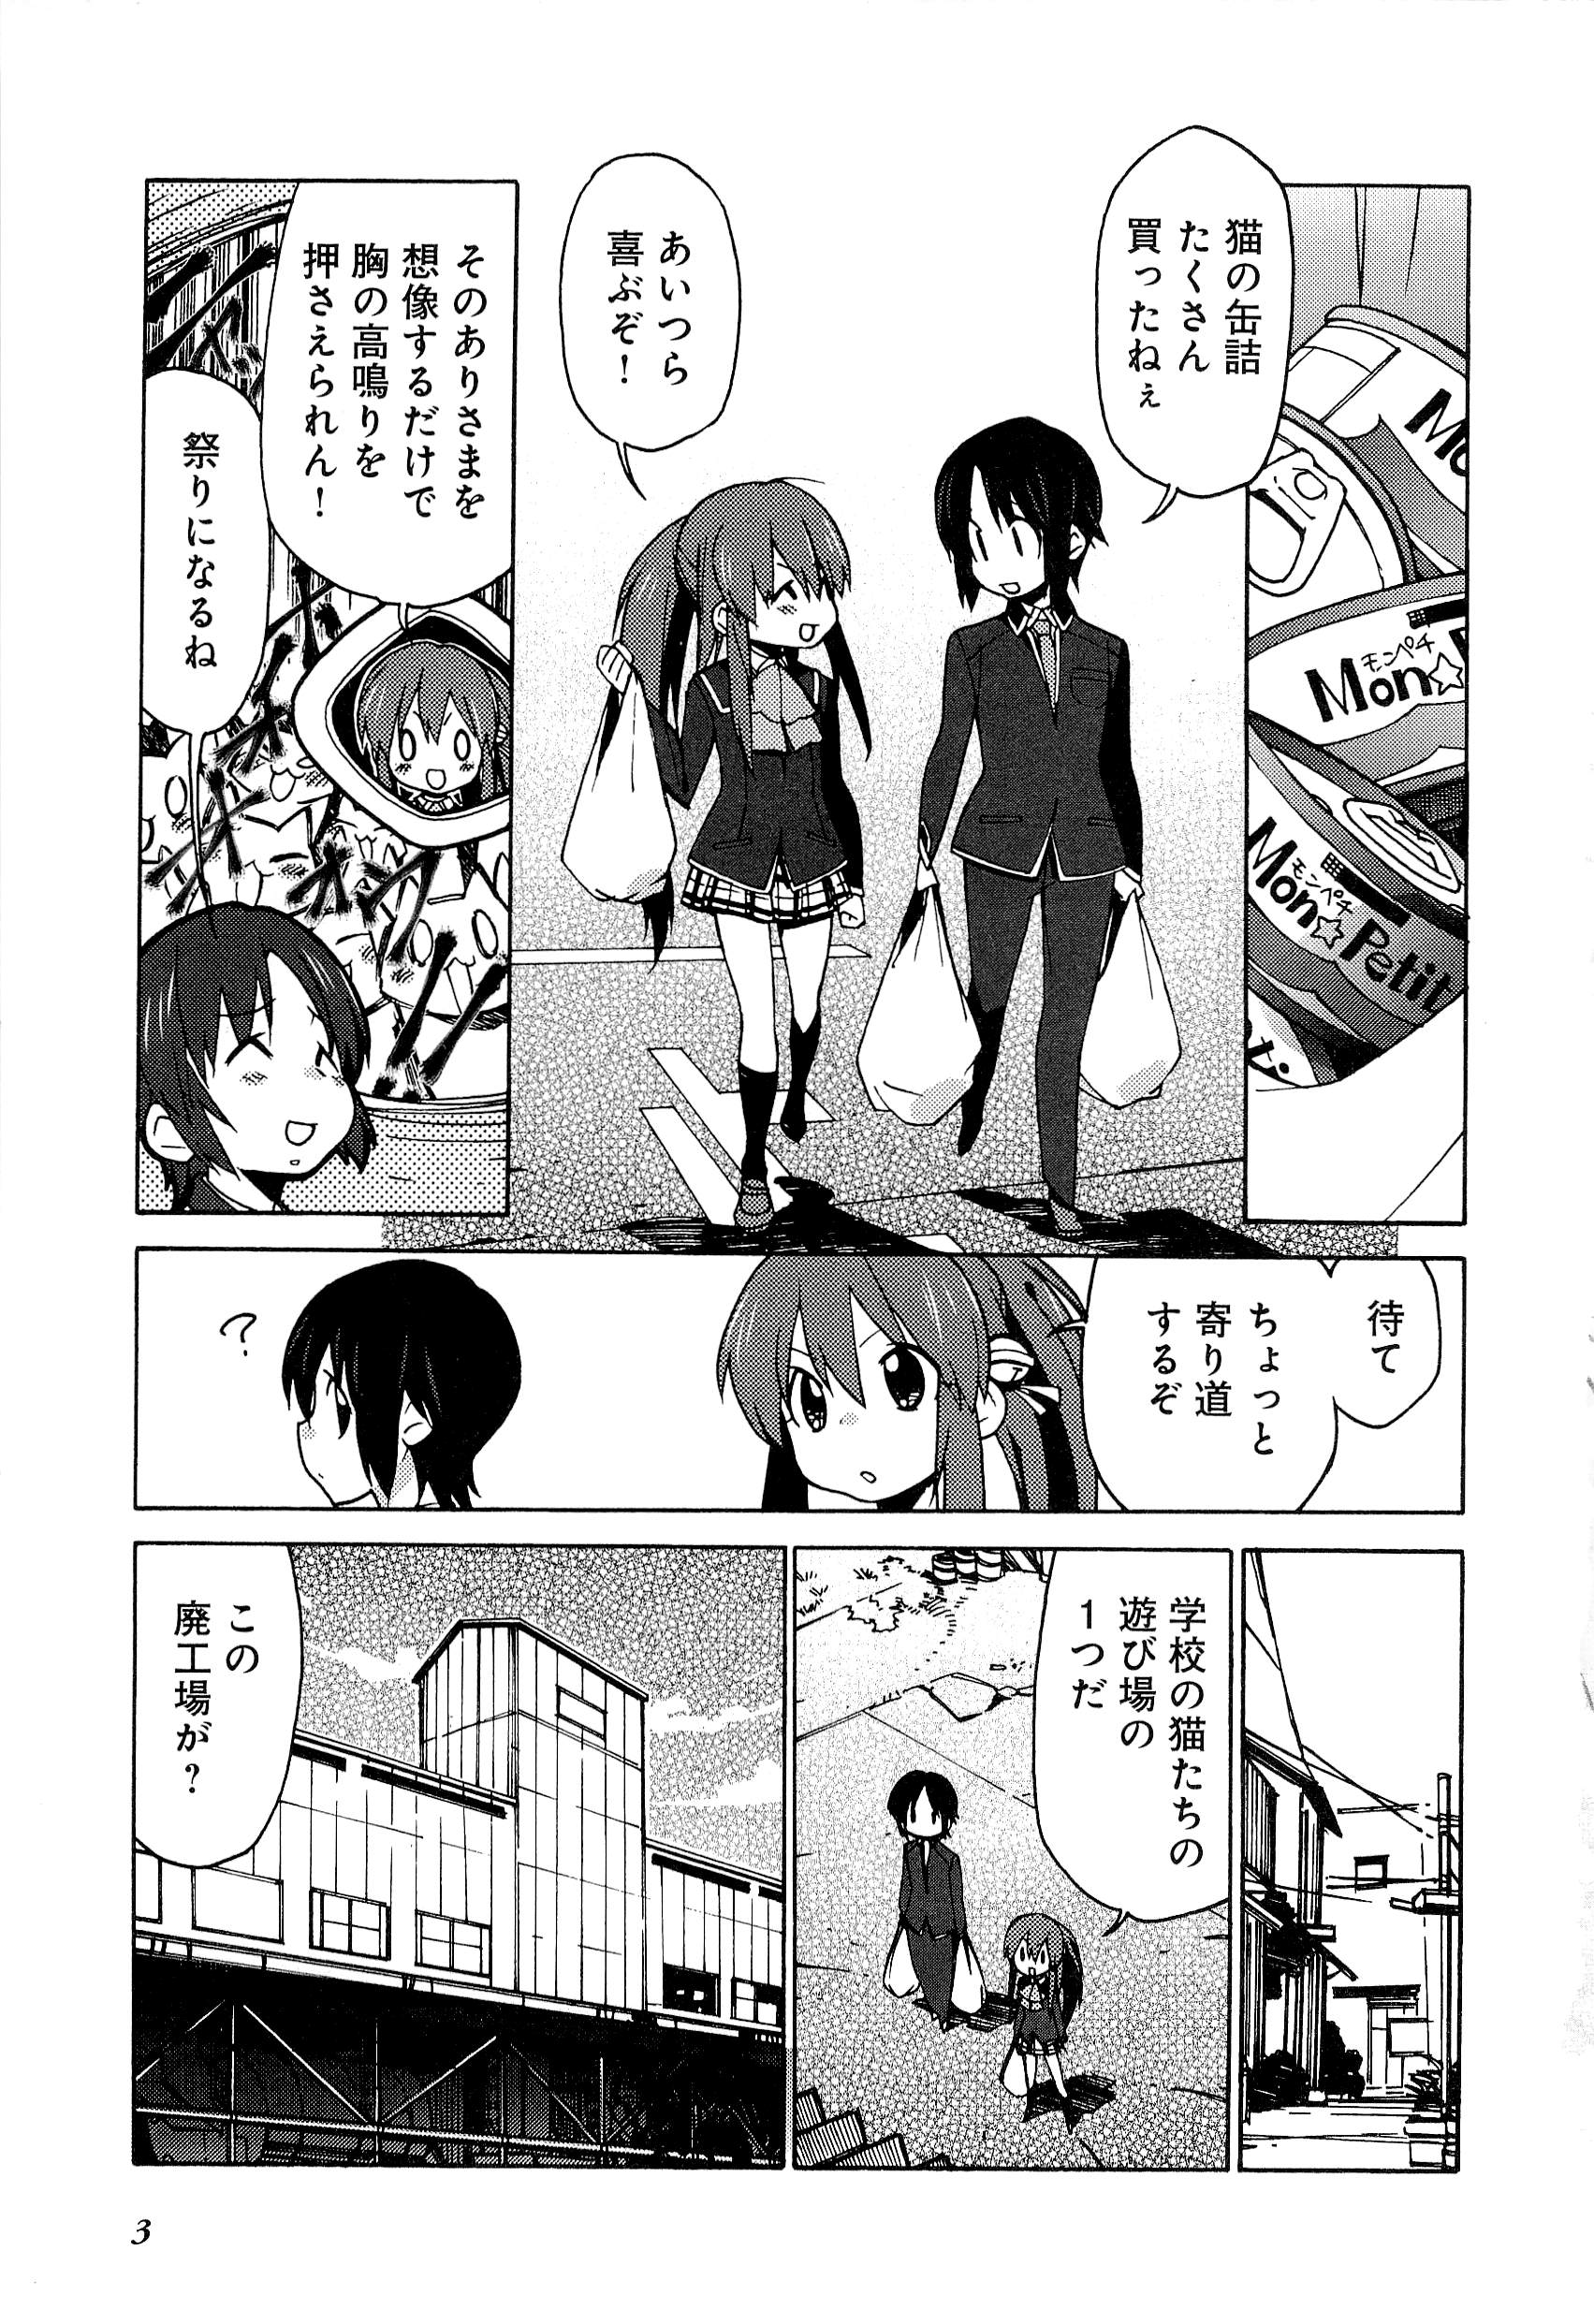 猫の缶詰
たくさん
買ったねぇ
Mon
モンペチ
Mon
モンペチ
Mon☆Petit
あいつら
喜ぶぞ!
そのありさまを
想像するだけで
胸の高鳴りを
押さえられん!
祭りになるね
待て
ちょっと
寄り道
するぞ
?
学校の猫たちの
遊び場の
1つだ
この
廃工場が?
3